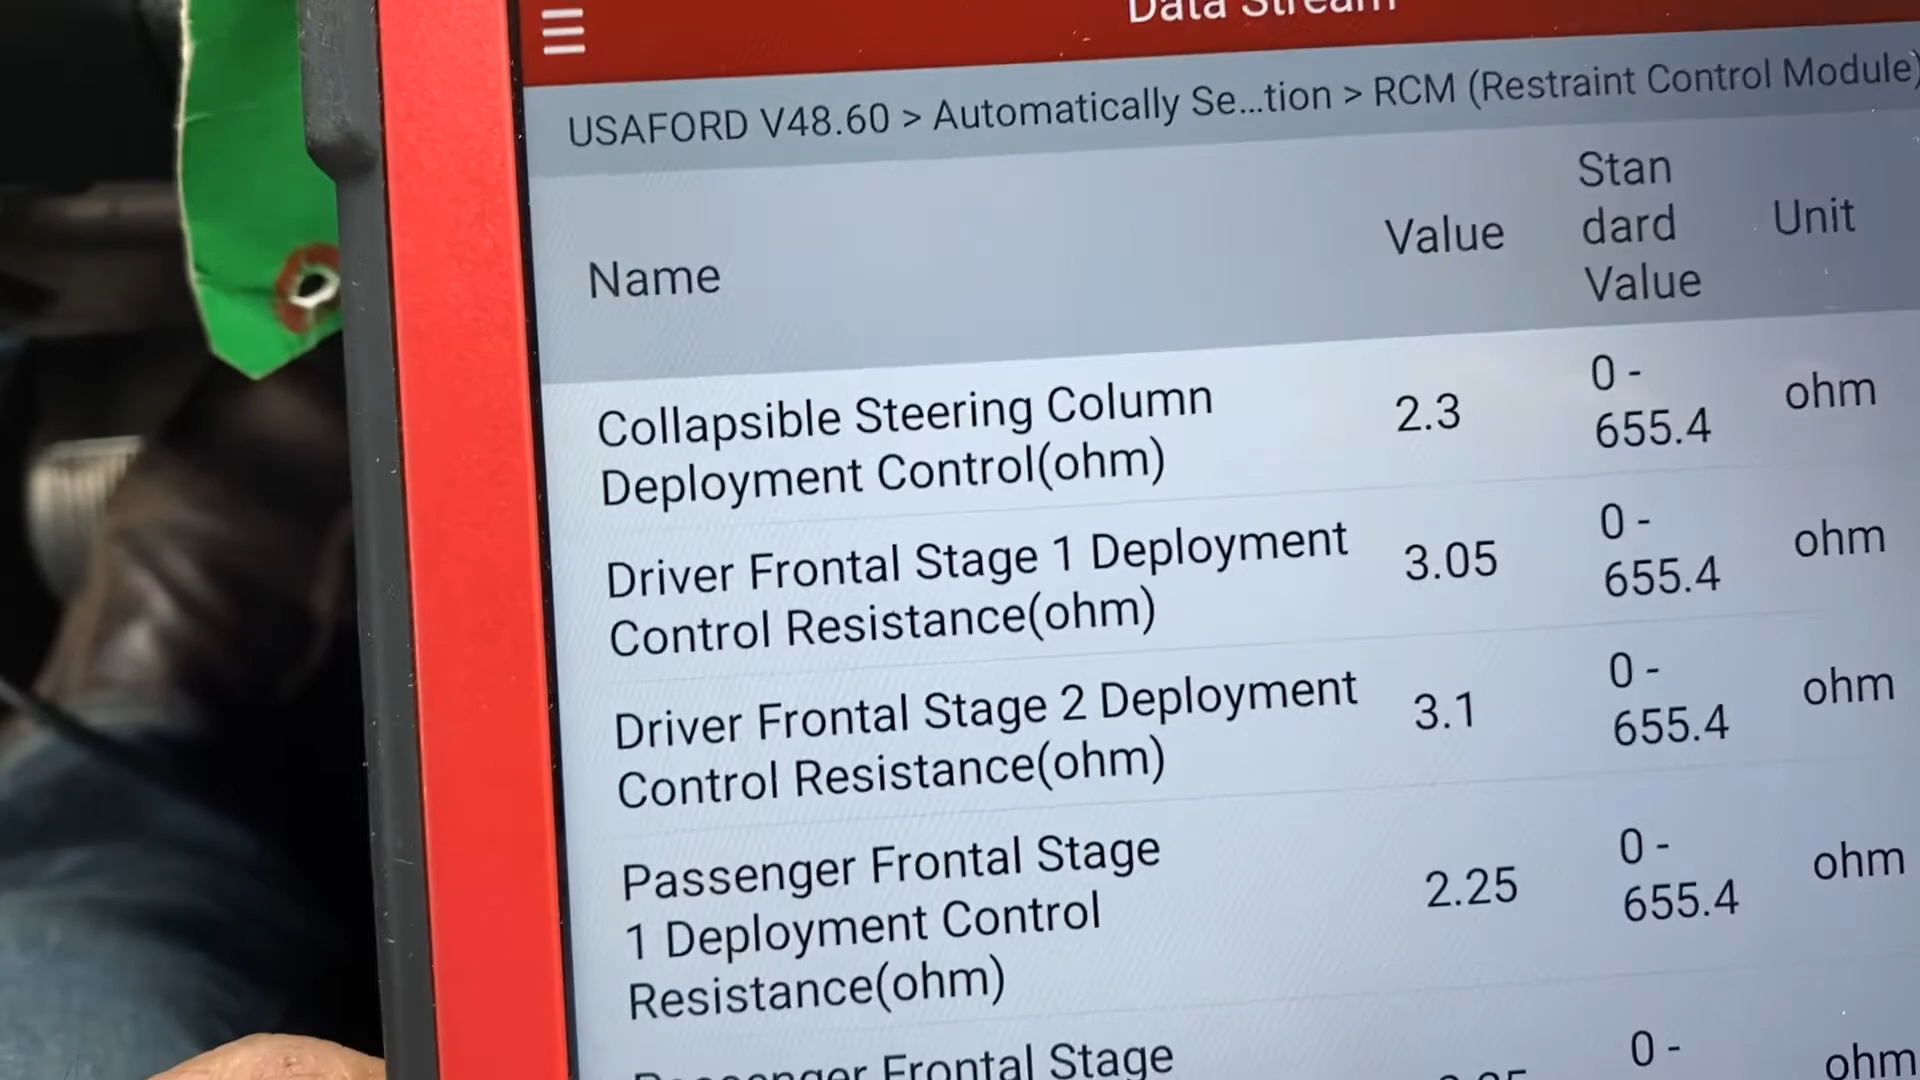 Data Stream
USAFORD V48.60 > Automatically Se...tion > RCM (Restraint Control Module)
Name Value Stan
dard
Value Unit
Collapsible Steering Column
Deployment Control(ohm) 2.3 0 -
655.4 ohm
Driver Frontal Stage 1 Deployment
Control Resistance(ohm) 3.05 0 -
655.4 ohm
Driver Frontal Stage 2 Deployment
Control Resistance(ohm) 3.1 0 -
655.4 ohm
Passenger Frontal Stage
1 Deployment Control
Resistance(ohm) 2.25 0 -
655.4 ohm
Passenger Frontal Stage 0 - ohm